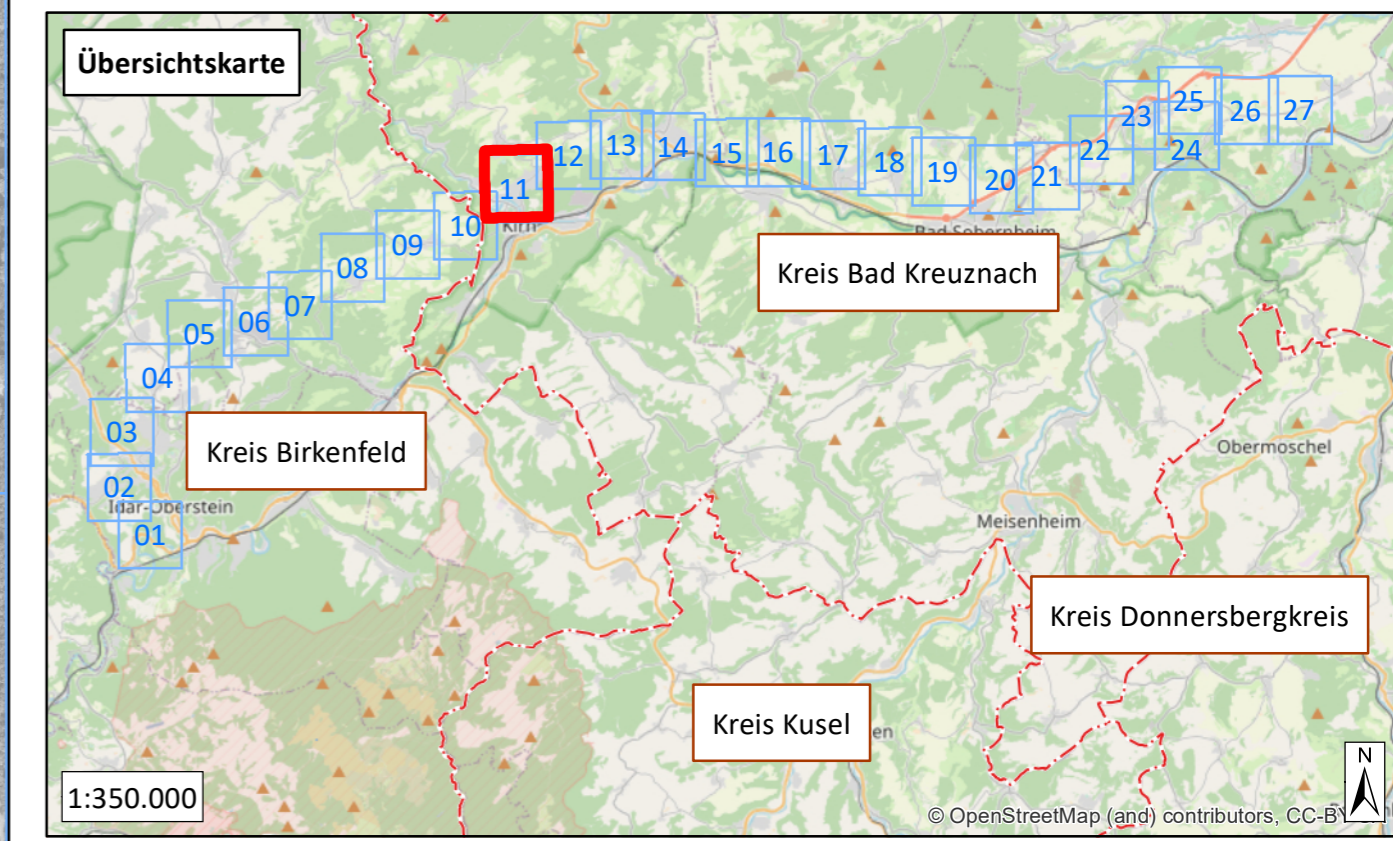 Übersichtskarte
25
23
26
27
13
14
12
15
16
17
22
24
18
11
19
20
21
10
Kirn
Bad Sobernheim
09
08
Kreis Bad Kreuznach
07
06
05
04
03
Kreis Birkenfeld
Obermoschel
02
Idar-Oberstein
01
Meisenheim
Kreis Donnersbergkreis
Kreis Kusel
en
N
1:350.000
© OpenStreetMap (and) contributors, CC-B